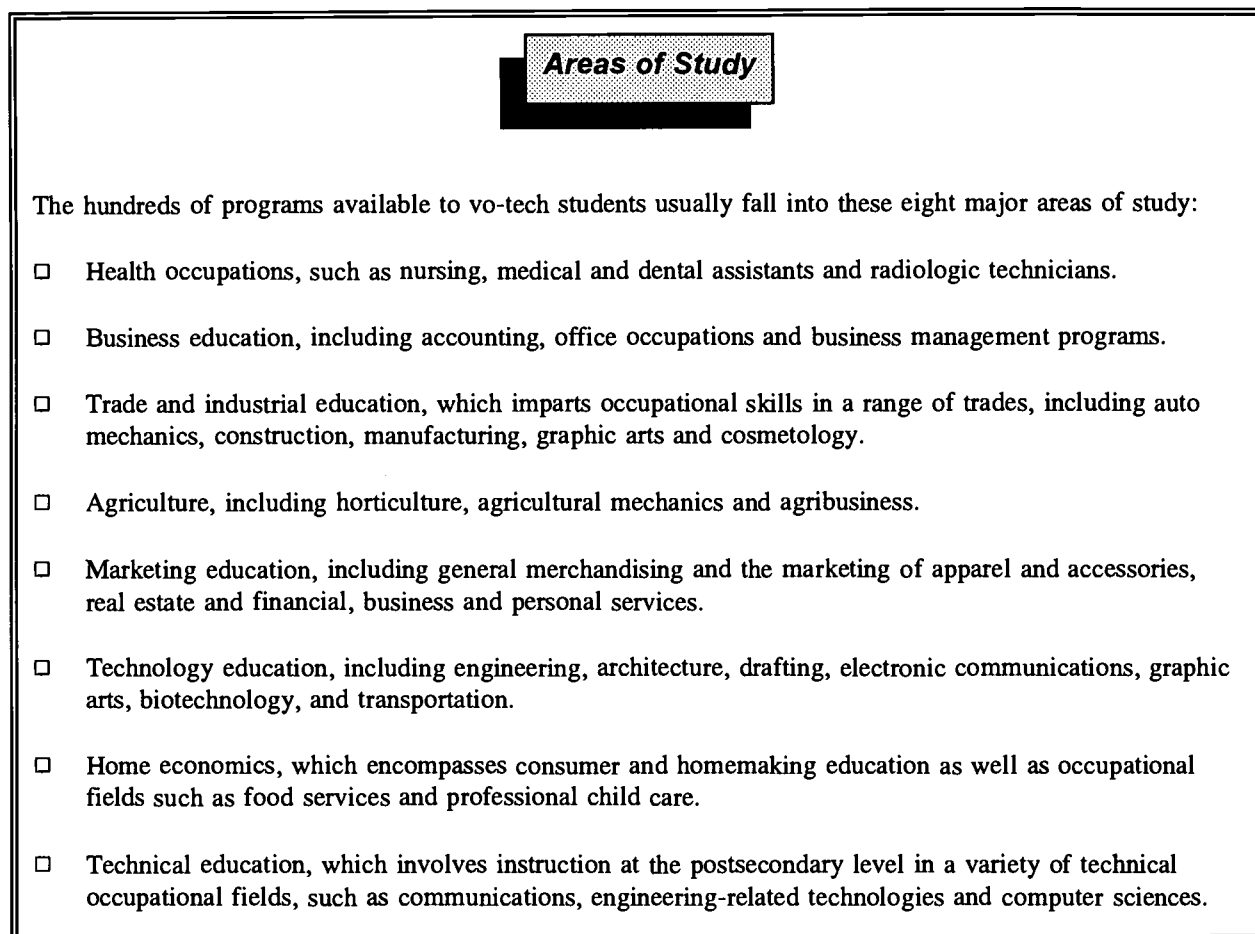 Areas of Study
The hundreds of programs available to vo-tech students usually fall into these eight major areas of study:
□ Health occupations, such as nursing, medical and dental assistants and radiologic technicians.
□ Business education, including accounting, office occupations and business management programs.
□ Trade and industrial education, which imparts occupational skills in a range of trades, including auto
mechanics, construction, manufacturing, graphic arts and cosmetology.
□ Agriculture, including horticulture, agricultural mechanics and agribusiness.
□ Marketing education, including general merchandising and the marketing of apparel and accessories,
real estate and financial, business and personal services.
□ Technology education, including engineering, architecture, drafting, electronic communications, graphic
arts, biotechnology, and transportation.
□ Home economics, which encompasses consumer and homemaking education as well as occupational
fields such as food services and professional child care.
□ Technical education, which involves instruction at the postsecondary level in a variety of technical
occupational fields, such as communications, engineering-related technologies and computer sciences.